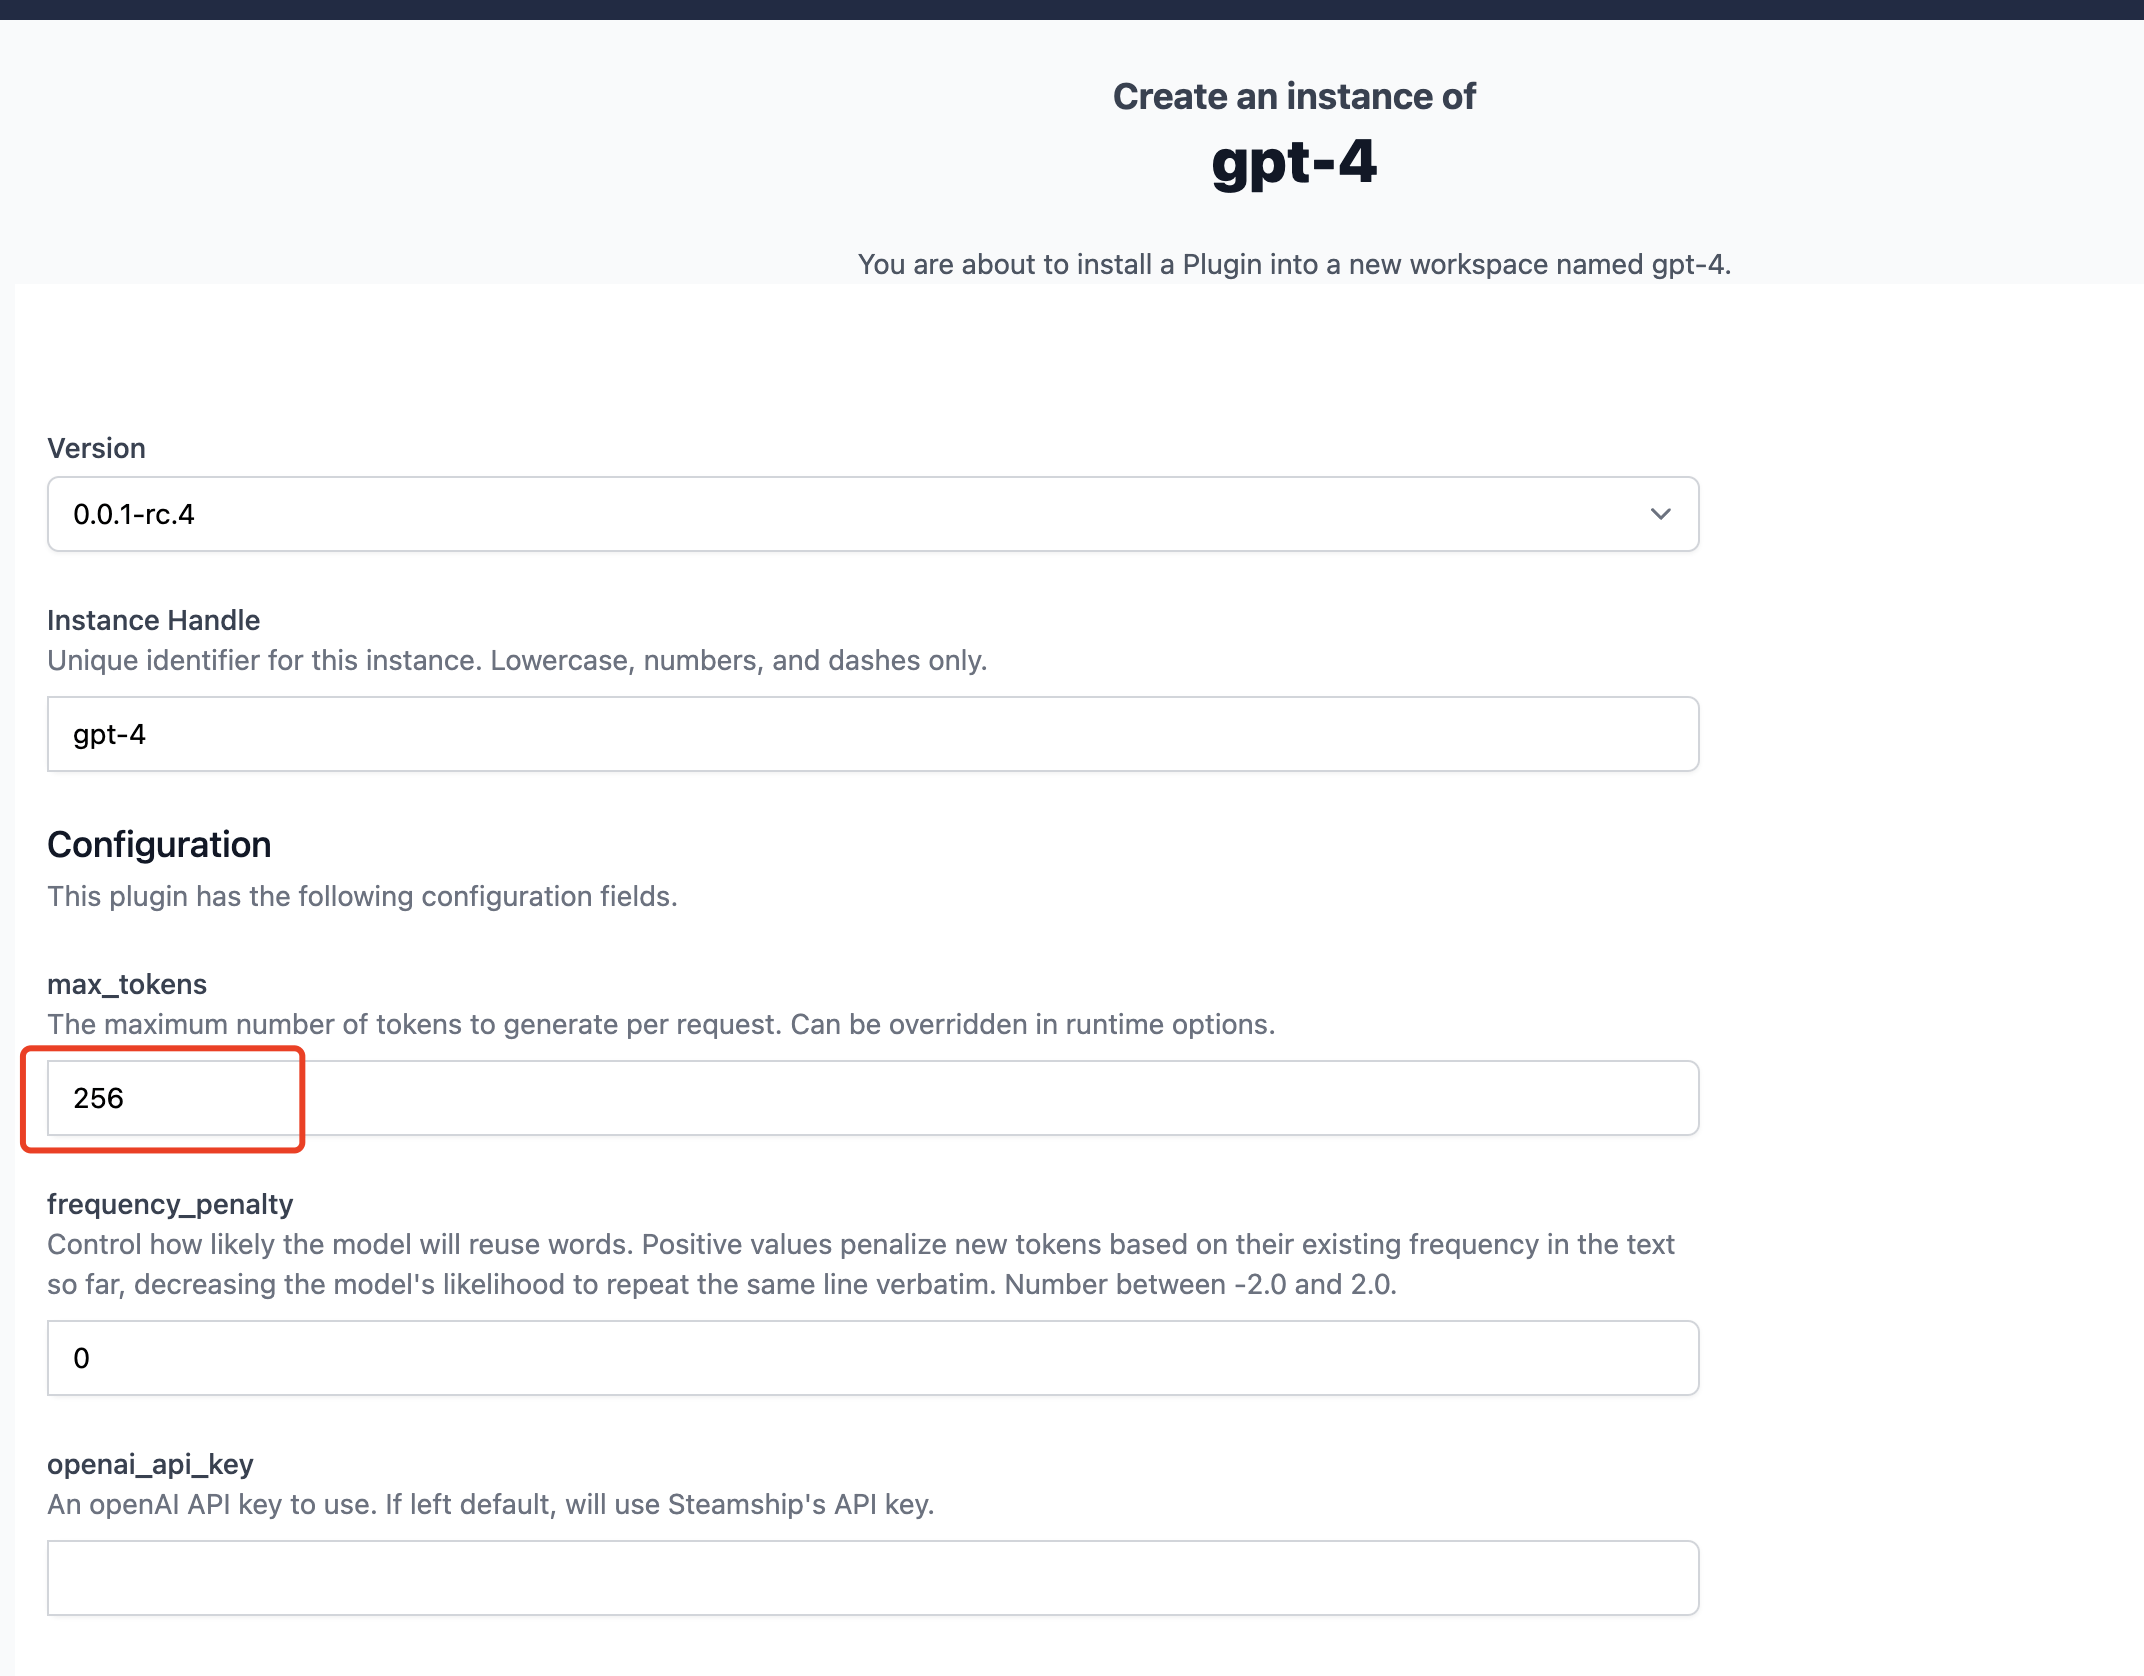 Create an instance of
gpt-4
You are about to install a Plugin into a new workspace named gpt-4.
Version
0.0.1-rc.4
Instance Handle
Unique identifier for this instance. Lowercase, numbers, and dashes only.
gpt-4
Configuration
This plugin has the following configuration fields.
max_tokens
The maximum number of tokens to generate per request. Can be overridden in runtime options.
256
frequency_penalty
Control how likely the model will reuse words. Positive values penalize new tokens based on their existing frequency in the text
so far, decreasing the model's likelihood to repeat the same line verbatim. Number between -2.0 and 2.0.
0
openai_api_key
An openAI API key to use. If left default, will use Steamship's API key.